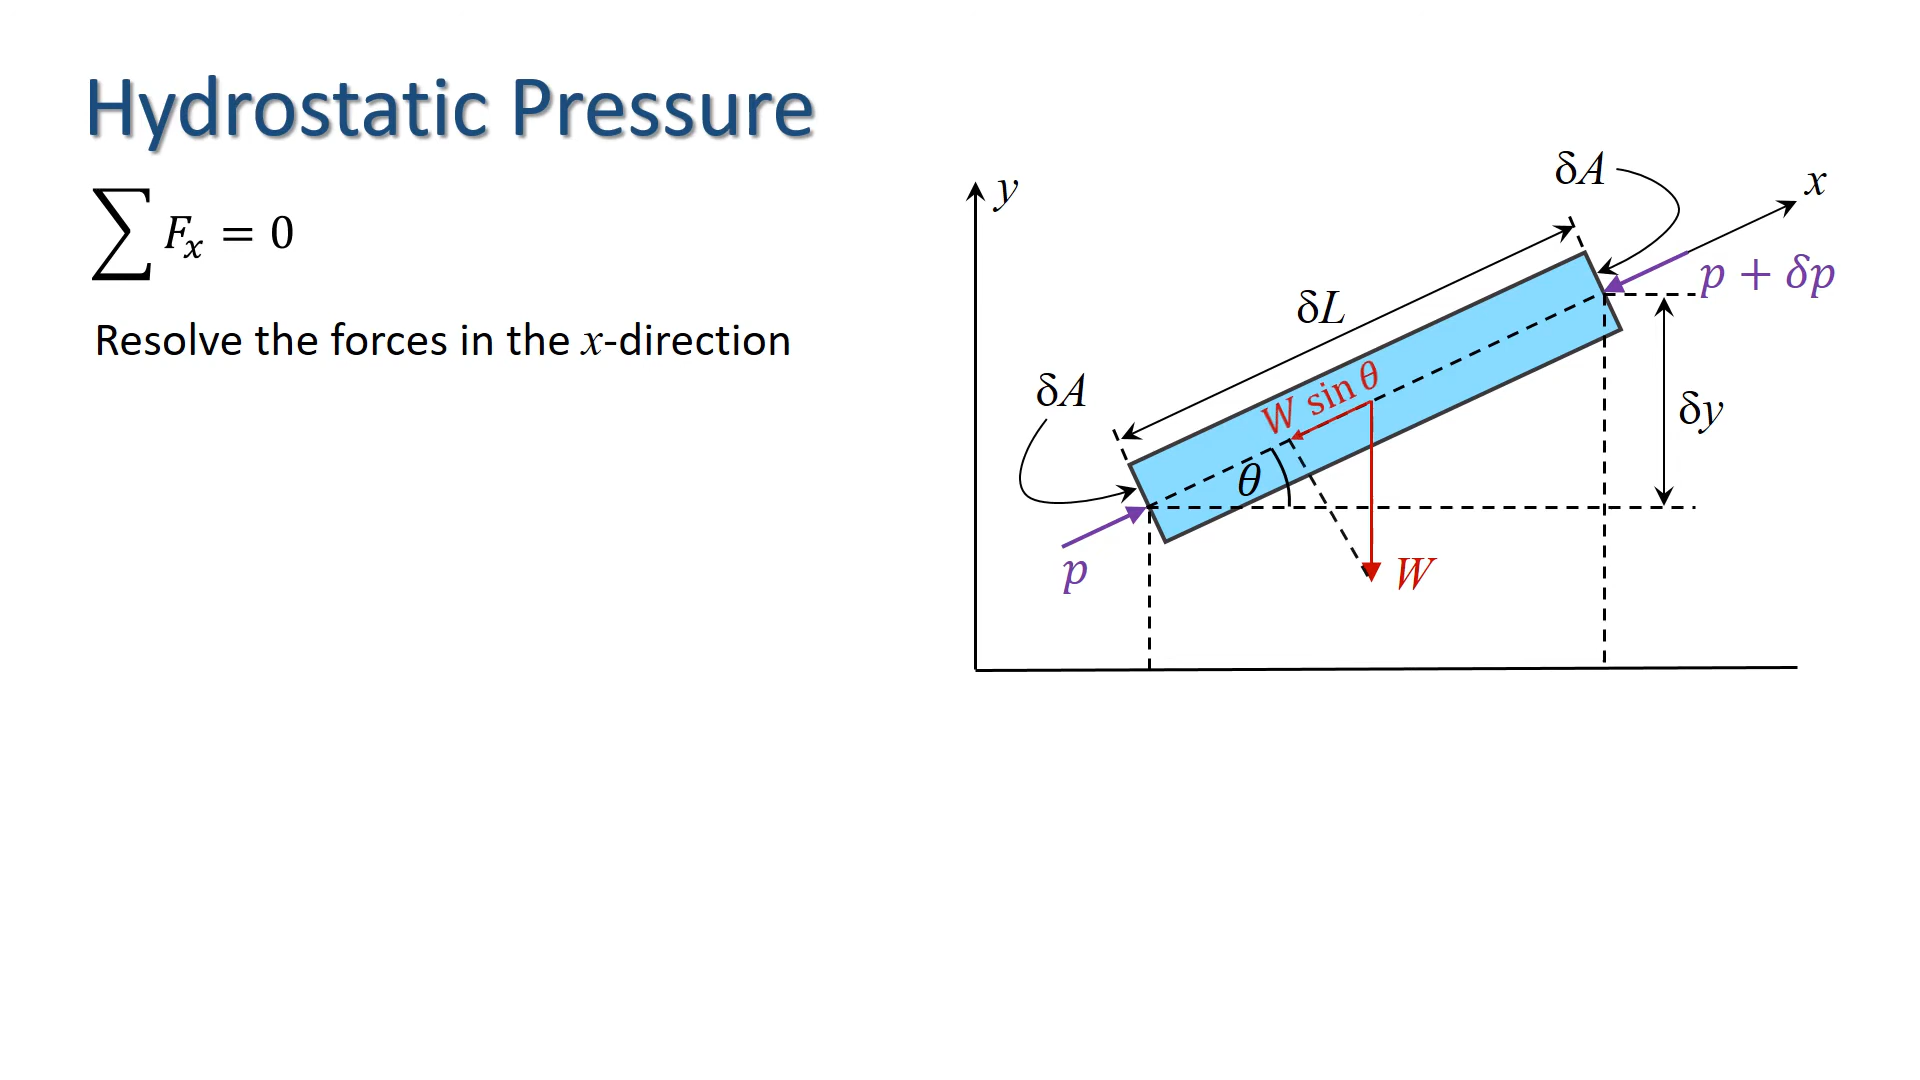 Hydrostatic Pressure
∑ Fₓ = 0
Resolve the forces in the x-direction
y
δA
x
p + δp
δL
W sin θ
δA
δy
θ
p
W